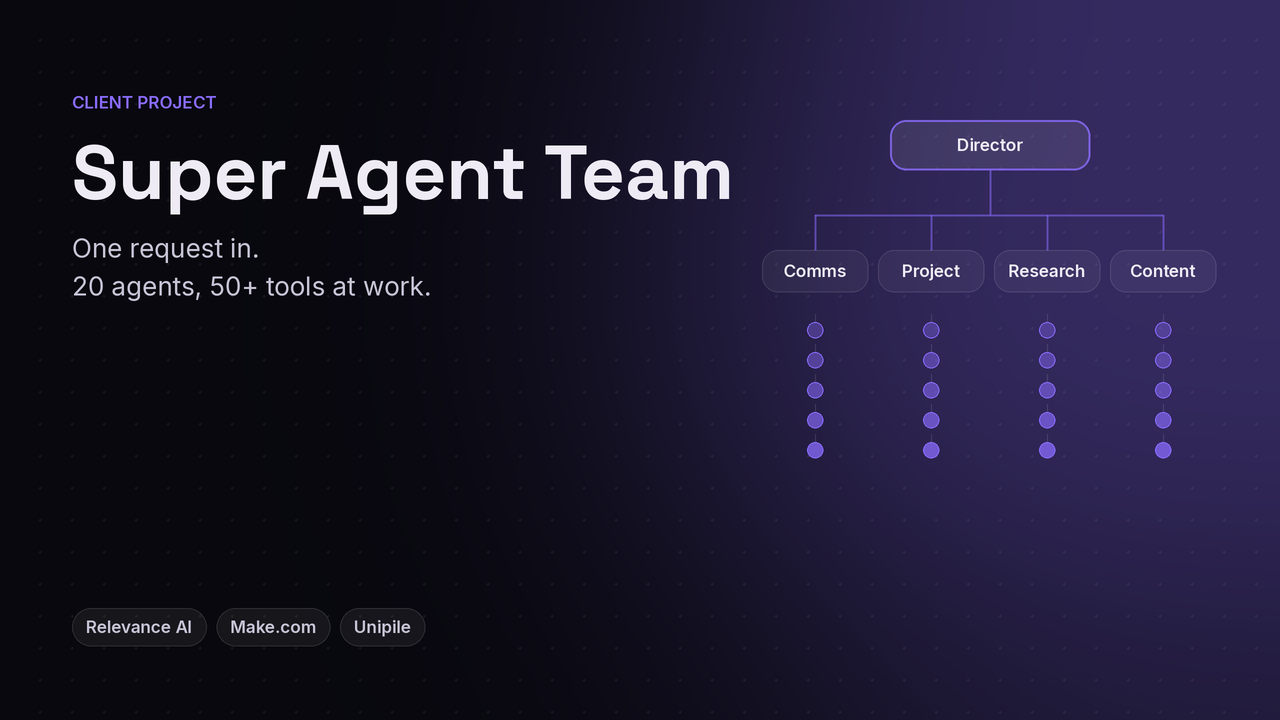 CLIENT PROJECT
Super Agent Team
One request in.
20 agents, 50+ tools at work.
Director
Comms
Project
Research
Content
Relevance AI
Make.com
Unipile